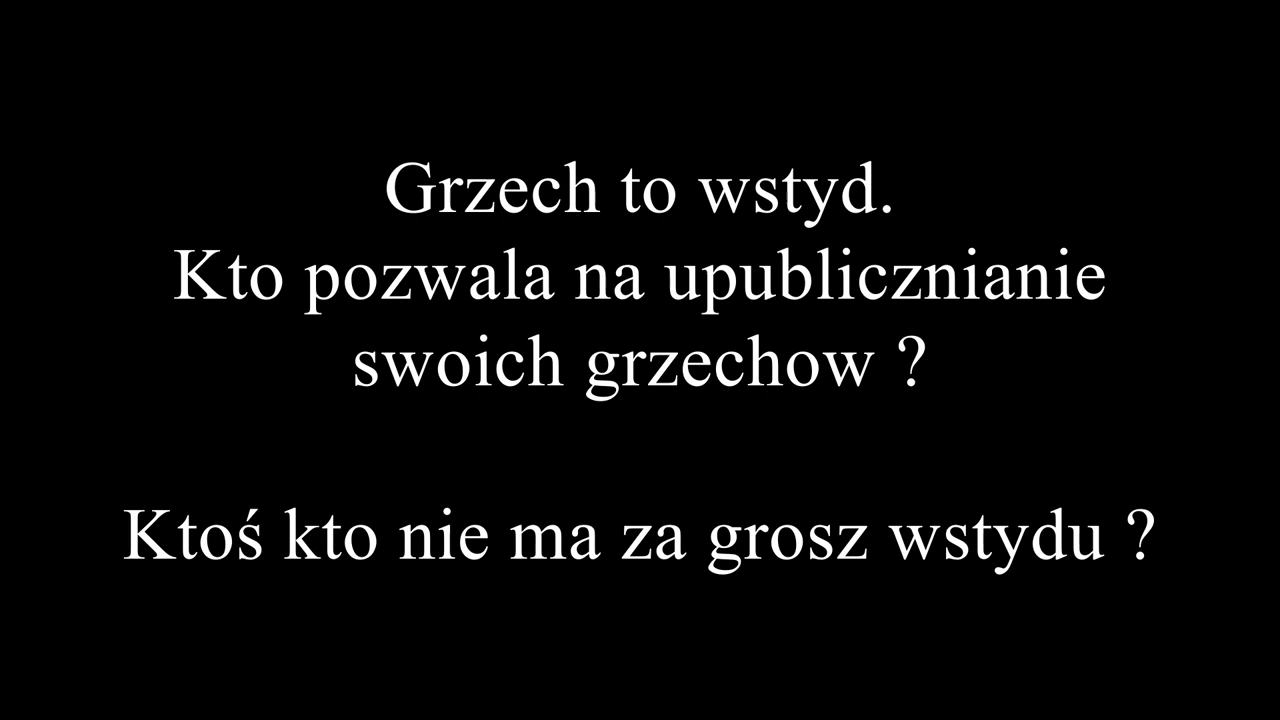 Grzech to wstyd.
Kto pozwala na upublicznianie
swoich grzechow ?
Ktoś kto nie ma za grosz wstydu ?